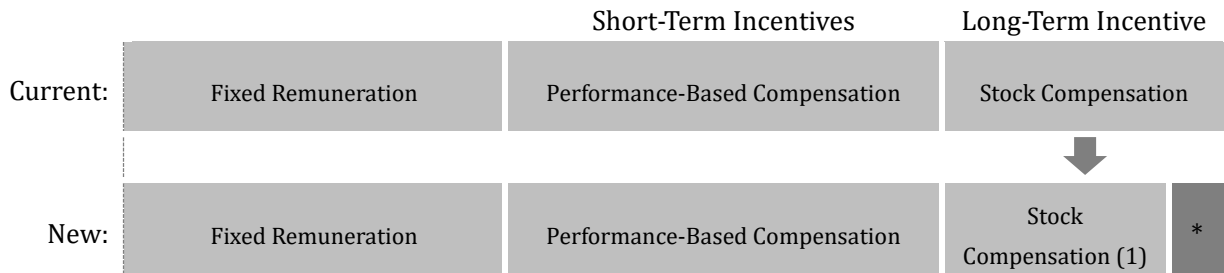 Short-Term Incentives Long-Term Incentive
Current: Fixed Remuneration Performance-Based Compensation Stock Compensation
New: Fixed Remuneration Performance-Based Compensation Stock
Compensation (1) *